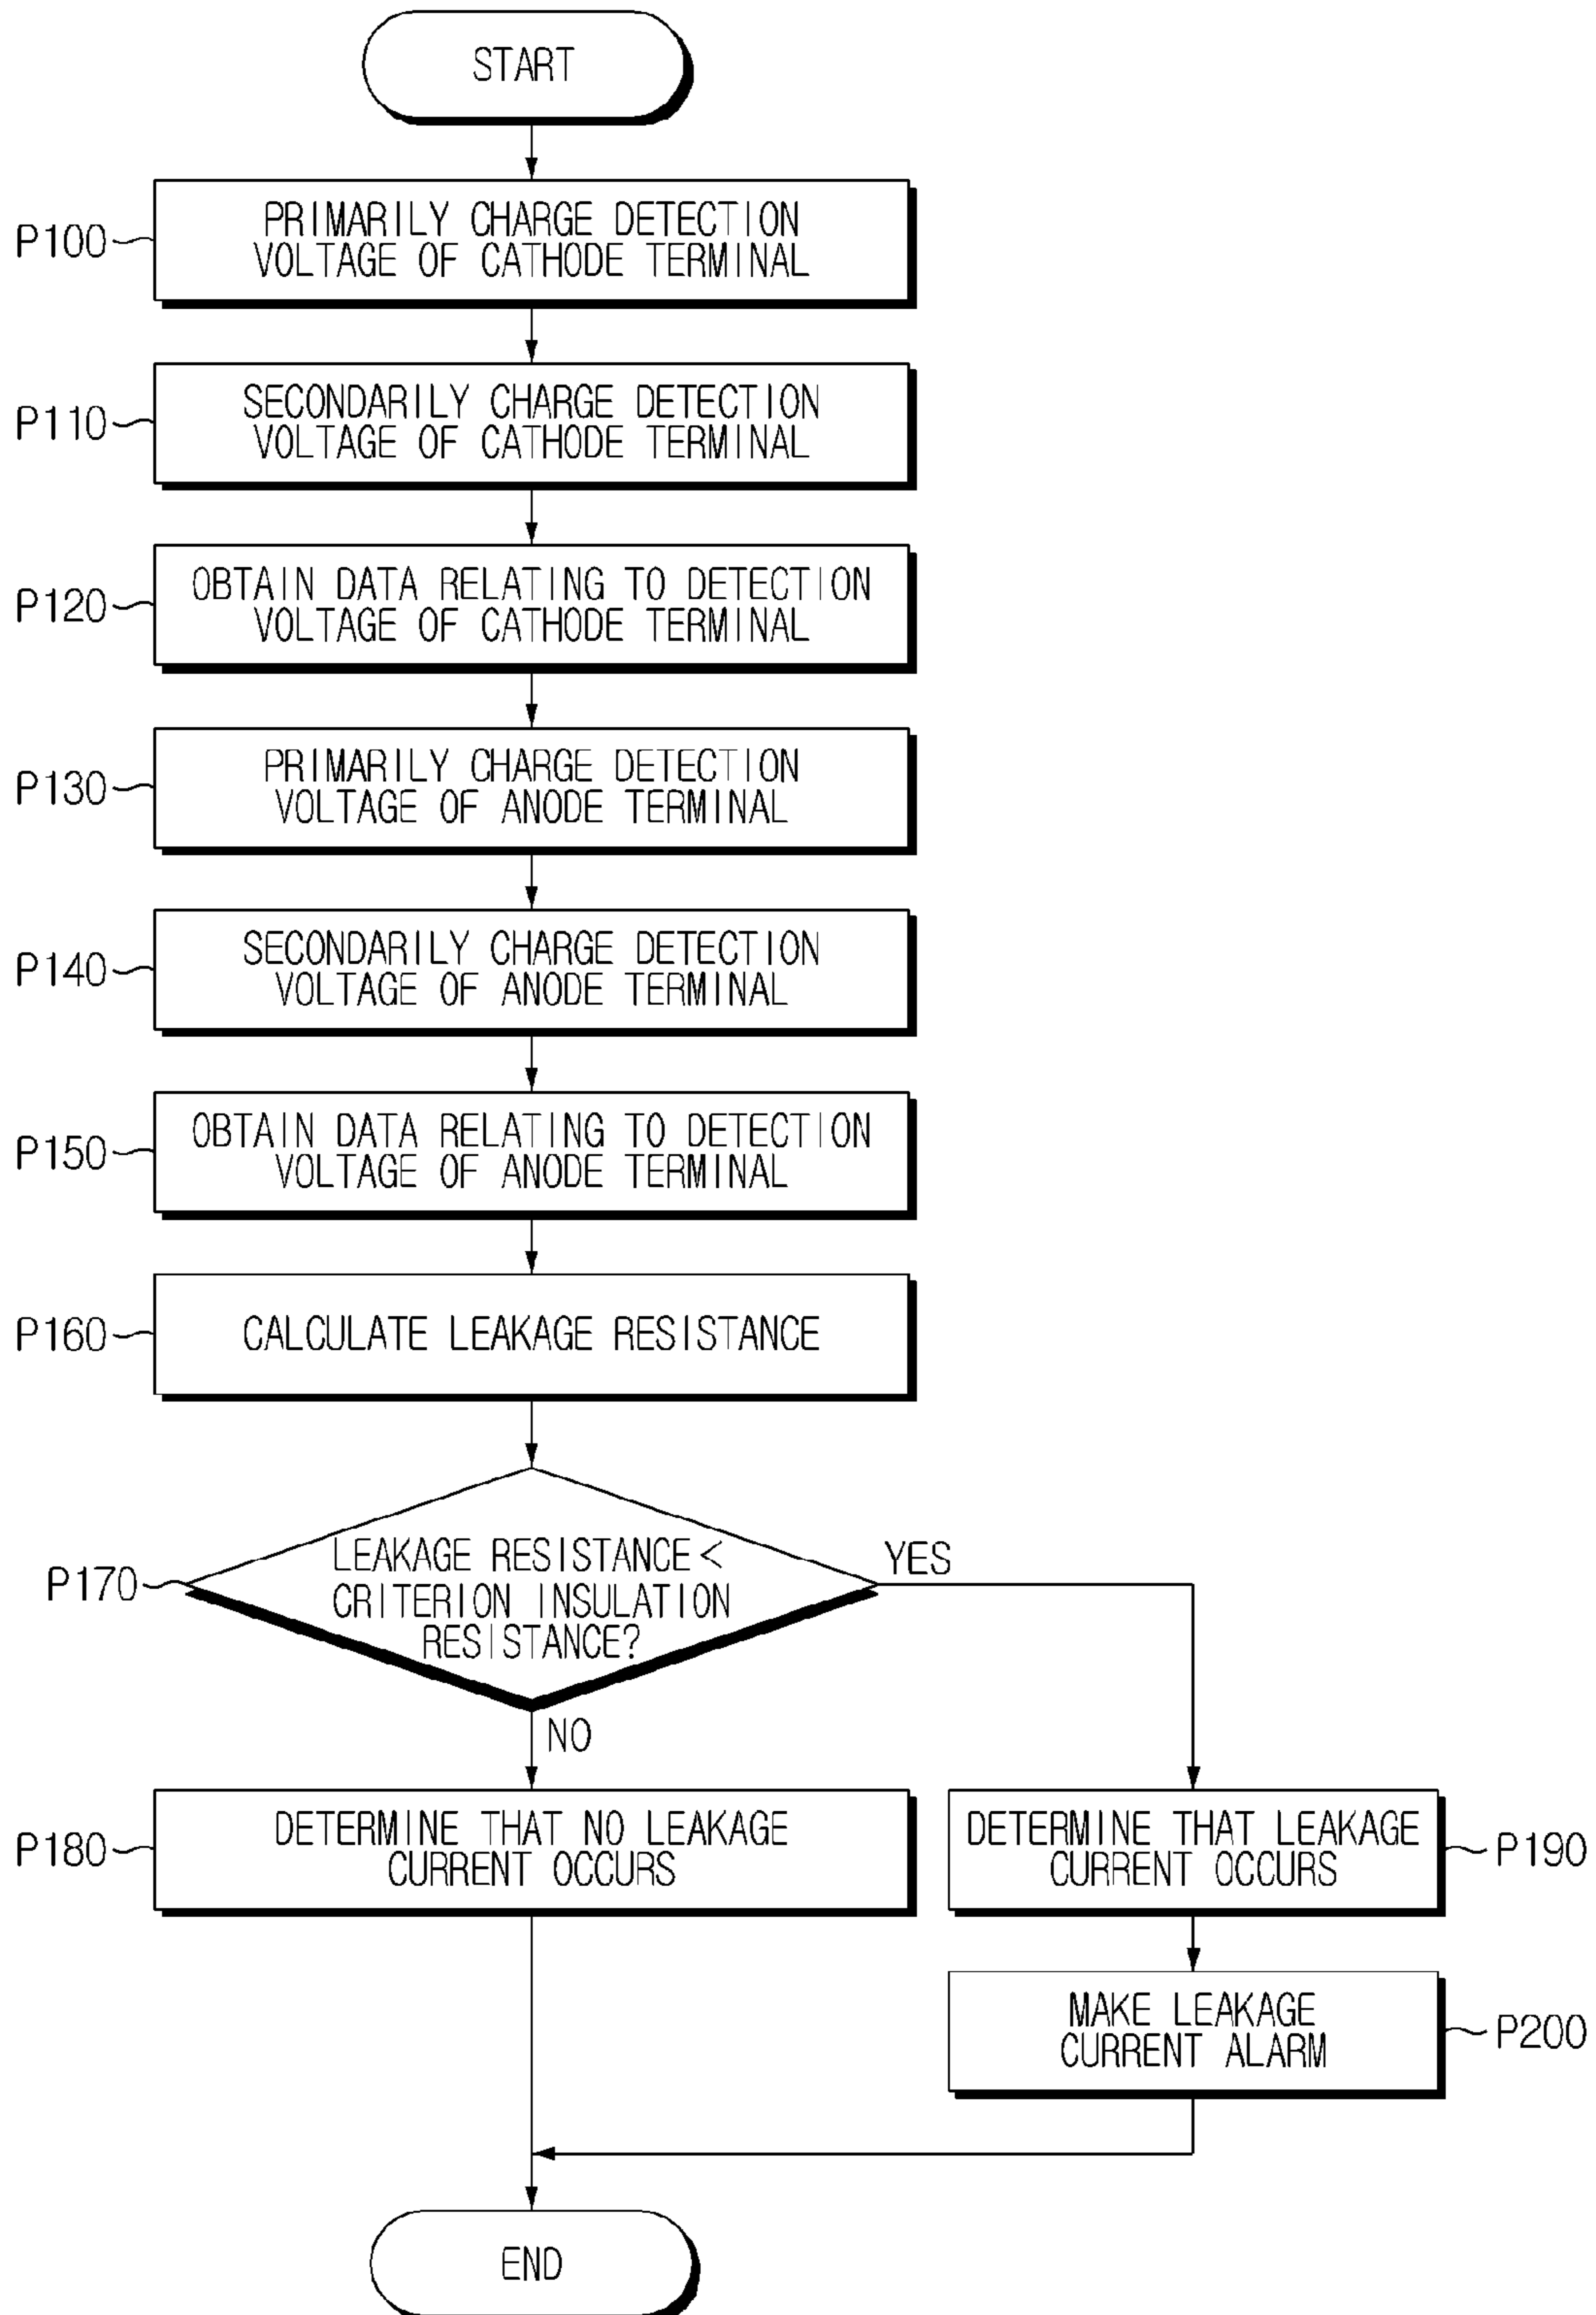 START
P100
PRIMARILY CHARGE DETECTION
VOLTAGE OF CATHODE TERMINAL
P110
SECONDARILY CHARGE DETECTION
VOLTAGE OF CATHODE TERMINAL
P120
OBTAIN DATA RELATING TO DETECTION
VOLTAGE OF CATHODE TERMINAL
P130
PRIMARILY CHARGE DETECTION
VOLTAGE OF ANODE TERMINAL
P140
SECONDARILY CHARGE DETECTION
VOLTAGE OF ANODE TERMINAL
P150
OBTAIN DATA RELATING TO DETECTION
VOLTAGE OF ANODE TERMINAL
P160
CALCULATE LEAKAGE RESISTANCE
P170
LEAKAGE RESISTANCE <
CRITERION INSULATION
RESISTANCE?
YES
NO
P180
DETERMINE THAT NO LEAKAGE
CURRENT OCCURS
DETERMINE THAT LEAKAGE
CURRENT OCCURS
P190
MAKE LEAKAGE
CURRENT ALARM
P200
END